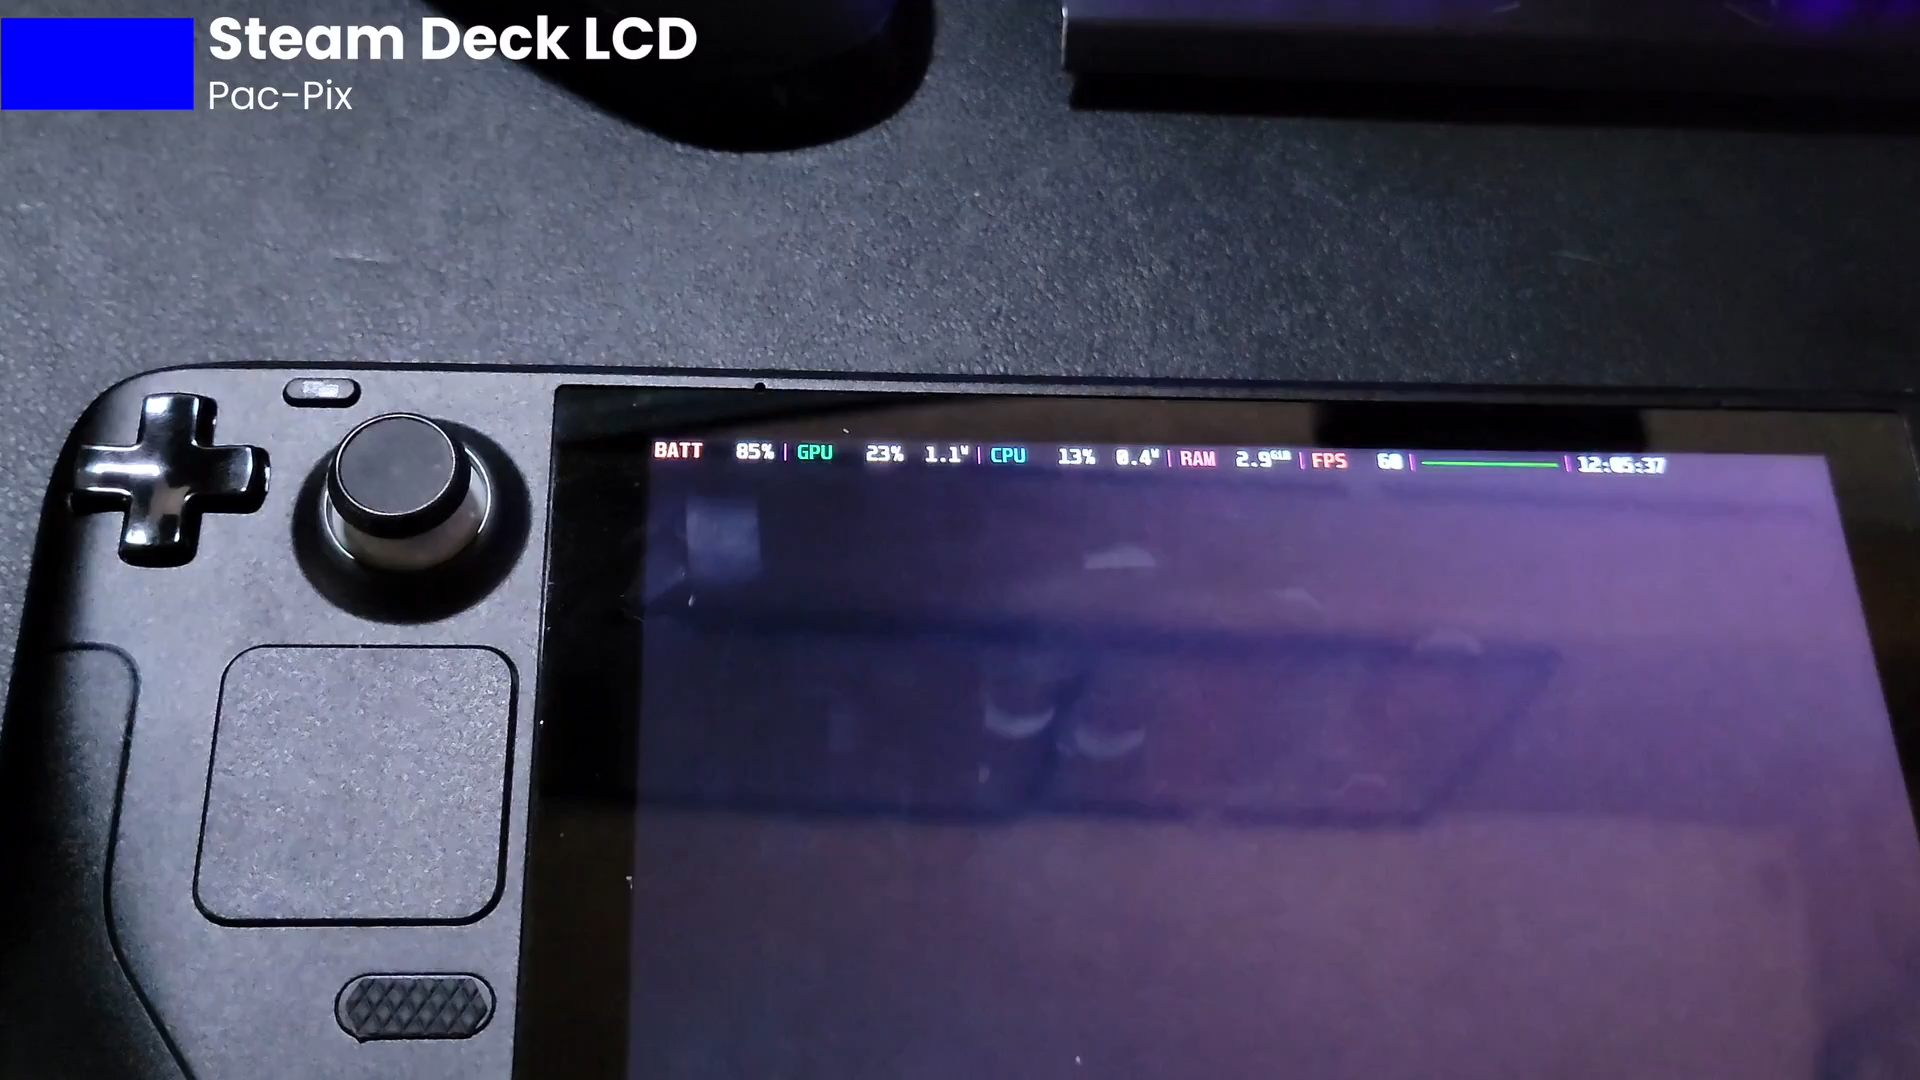 Steam Deck LCD
Pac-Pix
BATT 85% | GPU 23% 1.1W | CPU 13% 0.4W | RAM 2.9GiB | FPS 60 | | 12:05:37